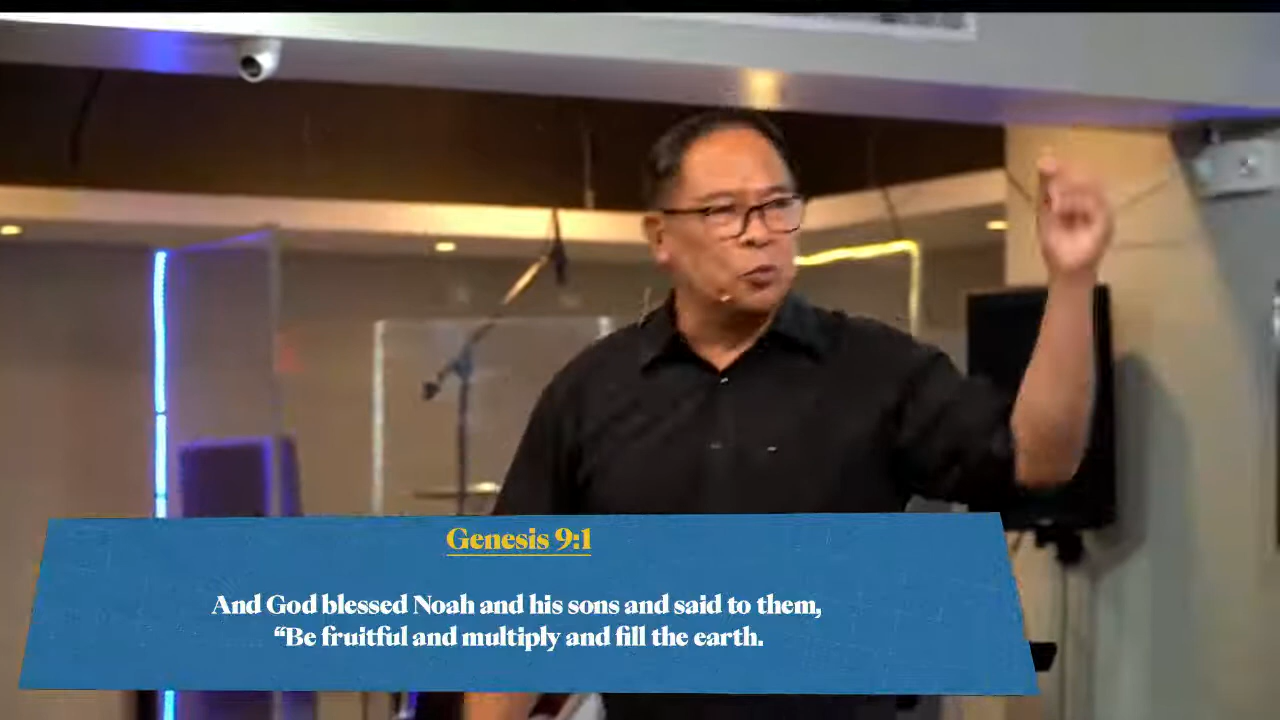 Genesis 9:1
And God blessed Noah and his sons and said to them,
“Be fruitful and multiply and fill the earth.